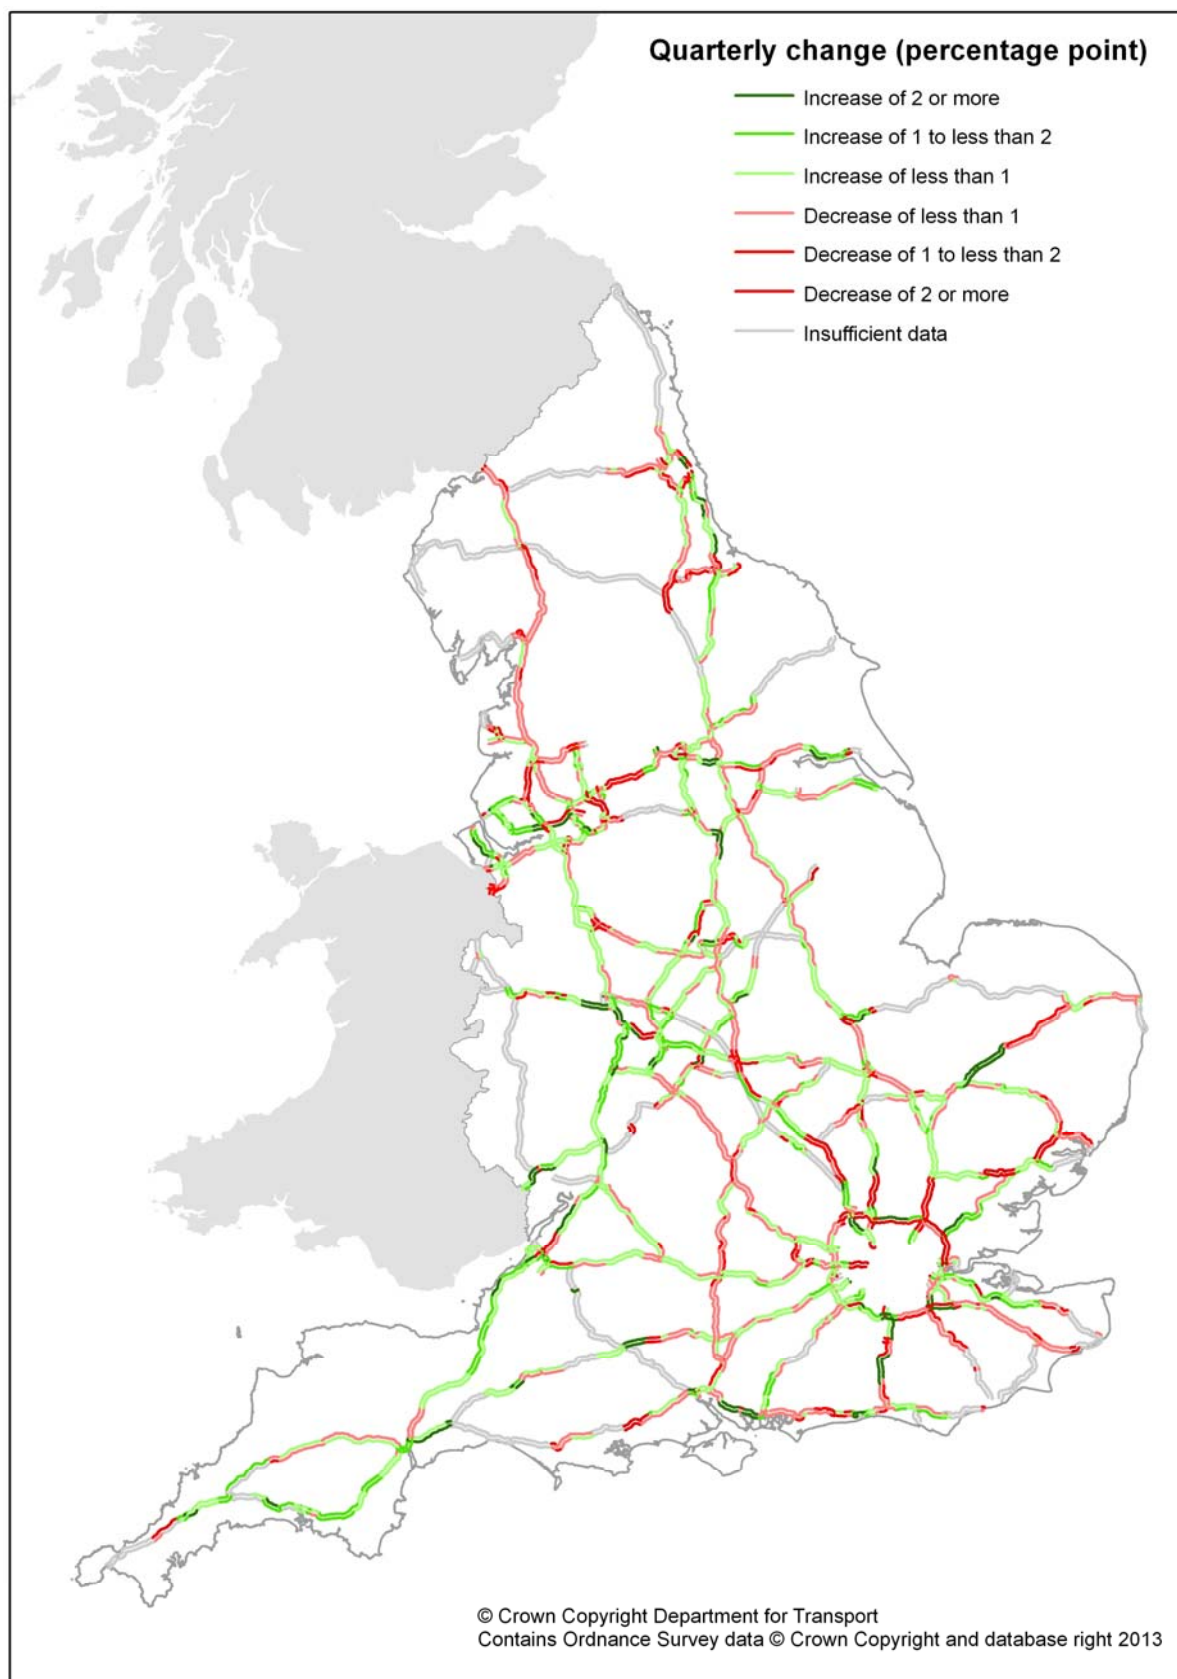 Quarterly change (percentage point)
Increase of 2 or more
Increase of 1 to less than 2
Increase of less than 1
Decrease of less than 1
Decrease of 1 to less than 2
Decrease of 2 or more
Insufficient data
© Crown Copyright Department for Transport
Contains Ordnance Survey data © Crown Copyright and database right 2013